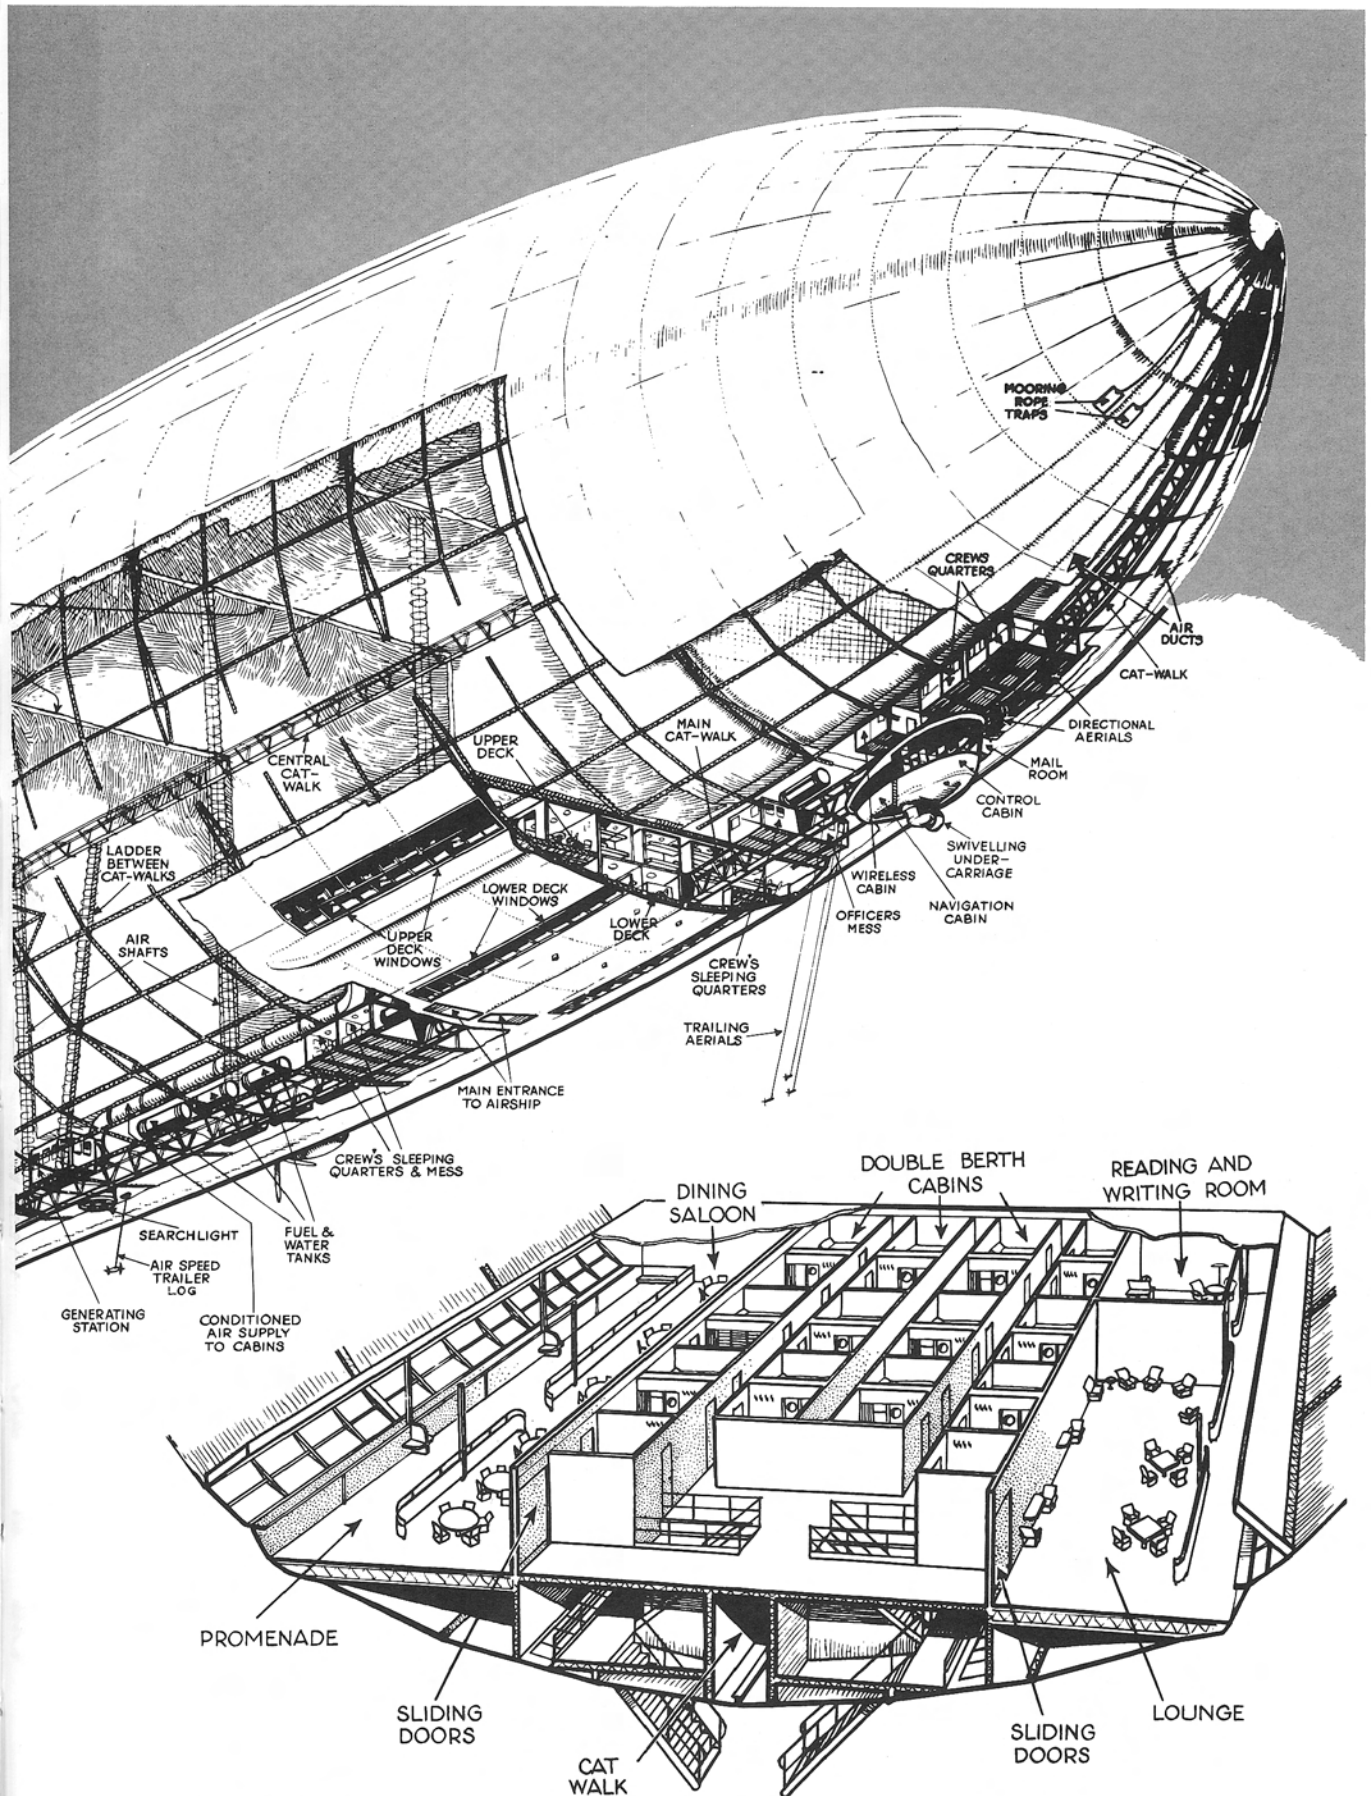 MOORING
ROPE
TRAPS
CREWS
QUARTERS
AIR
DUCTS
CAT-WALK
DIRECTIONAL
AERIALS
MAIL
ROOM
CONTROL
CABIN
SWIVELLING
UNDER-
CARRIAGE
NAVIGATION
CABIN
WIRELESS
CABIN
OFFICERS
MESS
MAIN
CAT-WALK
UPPER
DECK
CENTRAL
CAT-
WALK
LADDER
BETWEEN
CAT-WALKS
AIR
SHAFTS
UPPER
DECK
WINDOWS
LOWER DECK
WINDOWS
LOWER
DECK
CREW'S
SLEEPING
QUARTERS
TRAILING
AERIALS
MAIN ENTRANCE
TO AIRSHIP
CREW'S SLEEPING
QUARTERS & MESS
FUEL &
WATER
TANKS
SEARCHLIGHT
AIR SPEED
TRAILER
LOG
GENERATING
STATION
CONDITIONED
AIR SUPPLY
TO CABINS
DINING
SALOON
DOUBLE BERTH
CABINS
READING AND
WRITING ROOM
PROMENADE
SLIDING
DOORS
CAT
WALK
SLIDING
DOORS
LOUNGE